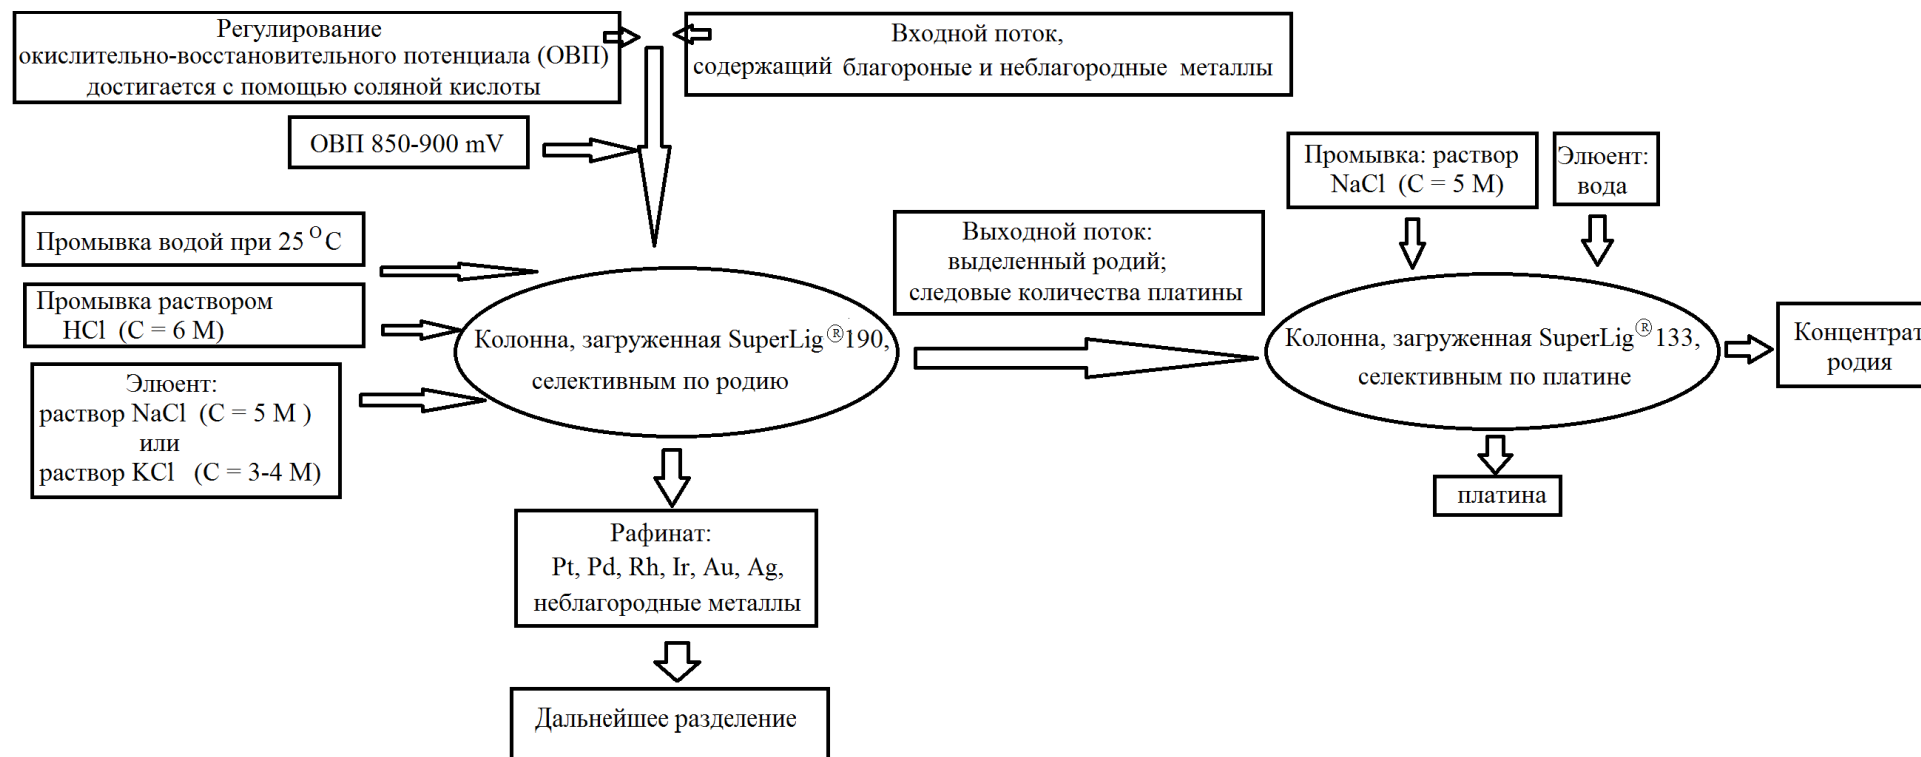 Регулирование
окислительно-восстановительного потенциала (ОВП)
достигается с помощью соляной кислоты
Входной поток,
содержащий благороные и неблагородные металлы
ОВП 850-900 mV
Промывка: раствор
NaCl (C = 5 M)
Элюент:
вода
Промывка водой при 25 °C
Промывка раствором
HCl (C = 6 M)
Элюент:
раствор NaCl (C = 5 M )
или
раствор KCl (C = 3-4 M)
Колонна, загруженная SuperLig®190,
селективным по родию
Выходной поток:
выделенный родий;
следовые количества платины
Колонна, загруженная SuperLig®133,
селективным по платине
Концентрат
родия
платина
Рафинат:
Pt, Pd, Rh, Ir, Au, Ag,
неблагородные металлы
Дальнейшее разделение